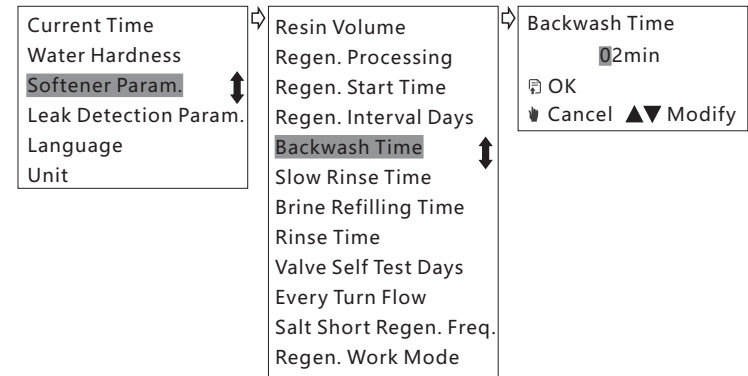 Current Time
Water Hardness
Softener Param.
Leak Detection Param.
Language
Unit
Resin Volume
Regen. Processing
Regen. Start Time
Regen. Interval Days
Backwash Time
Slow Rinse Time
Brine Refilling Time
Rinse Time
Valve Self Test Days
Every Turn Flow
Salt Short Regen. Freq.
Regen. Work Mode
Backwash Time
02min
OK
Cancel ▲▼ Modify